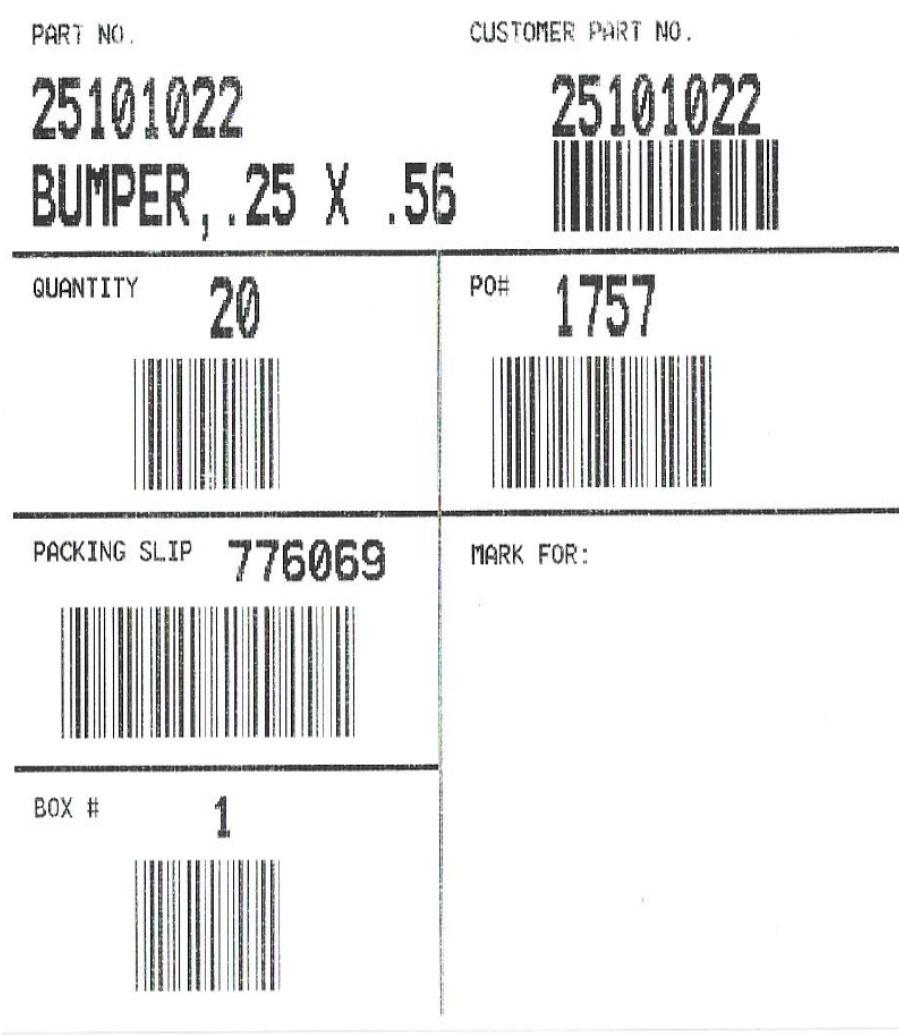 PART NO.
CUSTOMER PART NO.
25101022
25101022
BUMPER,.25 X .56
QUANTITY 20
PO# 1757
PACKING SLIP 776069
MARK FOR:
BOX # 1